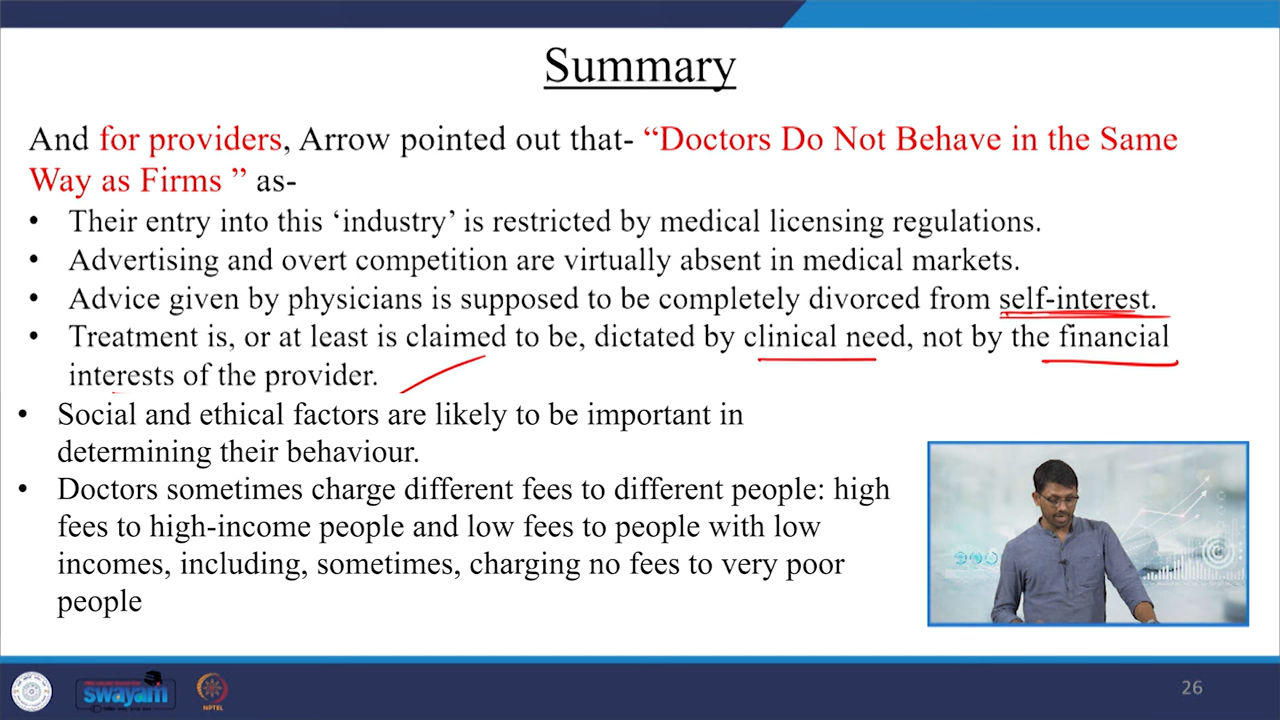 Summary
And for providers, Arrow pointed out that- “Doctors Do Not Behave in the Same
Way as Firms ” as-
• Their entry into this ‘industry’ is restricted by medical licensing regulations.
• Advertising and overt competition are virtually absent in medical markets.
• Advice given by physicians is supposed to be completely divorced from self-interest.
• Treatment is, or at least is claimed to be, dictated by clinical need, not by the financial
interests of the provider.
• Social and ethical factors are likely to be important in
determining their behaviour.
• Doctors sometimes charge different fees to different people: high
fees to high-income people and low fees to people with low
incomes, including, sometimes, charging no fees to very poor
people
swayam
NPTEL
26